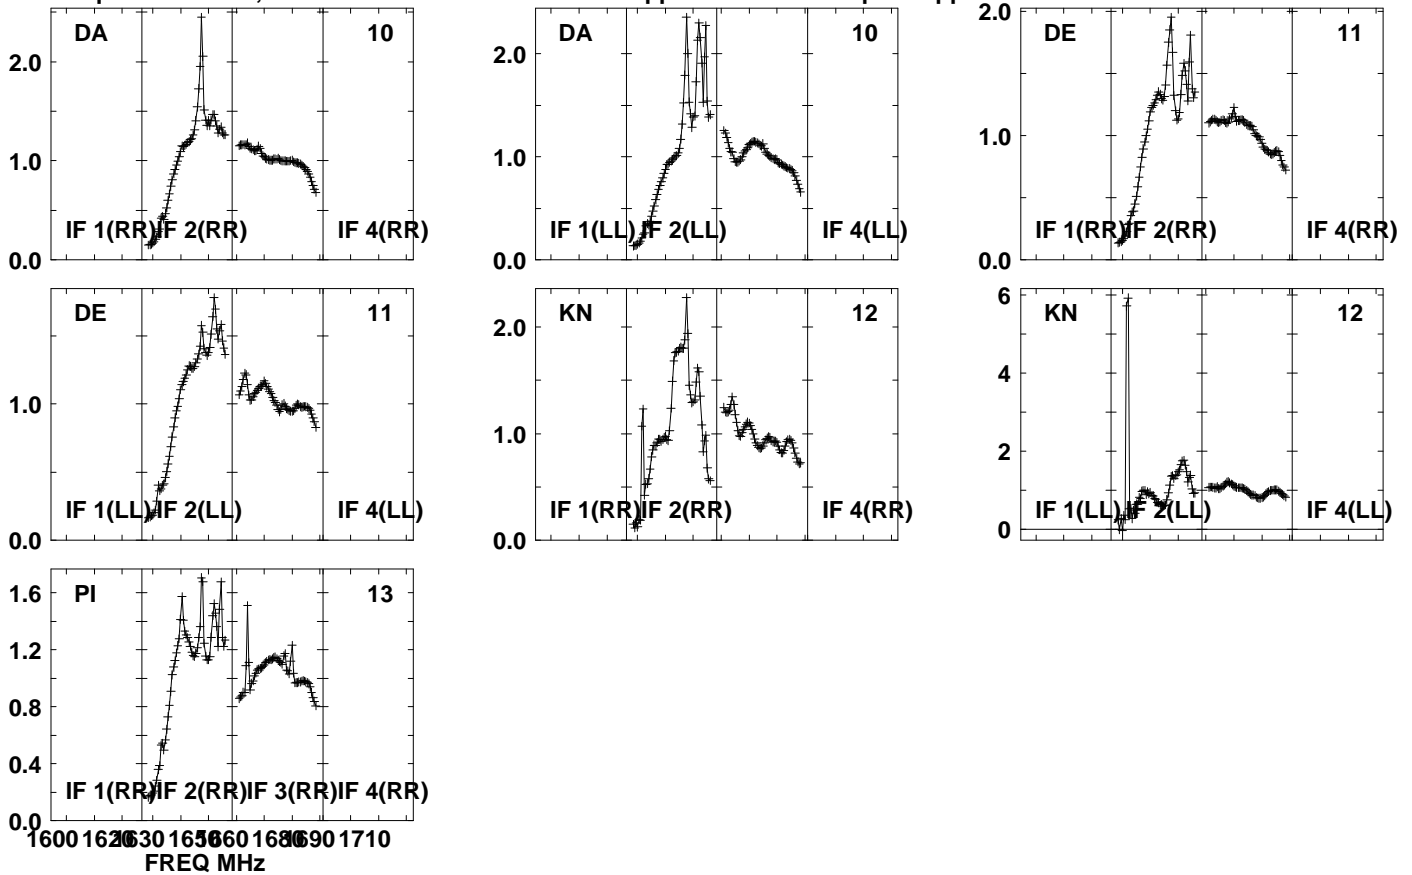 DA 10
2.0
1.0
IF 1(RR) IF 2(RR) IF 4(RR)
0.0
DA 10
2.0
1.0
IF 1(LL) IF 2(LL) IF 4(LL)
0.0
2.0
DE 11
1.0
IF 1(RR) IF 2(RR) IF 4(RR)
0.0
DE 11
1.0
IF 1(LL) IF 2(LL) IF 4(LL)
0.0
KN 12
2.0
1.0
IF 1(RR) IF 2(RR) IF 4(RR)
0.0
6
KN 12
4
2
IF 1(LL) IF 2(LL) IF 4(LL)
0
1.6
PI 13
1.2
0.8
0.4
IF 1(RR) IF 2(RR) IF 3(RR) IF 4(RR)
0.0
1600 1620 1630 1650 1660 1680 1690 1710
FREQ MHz